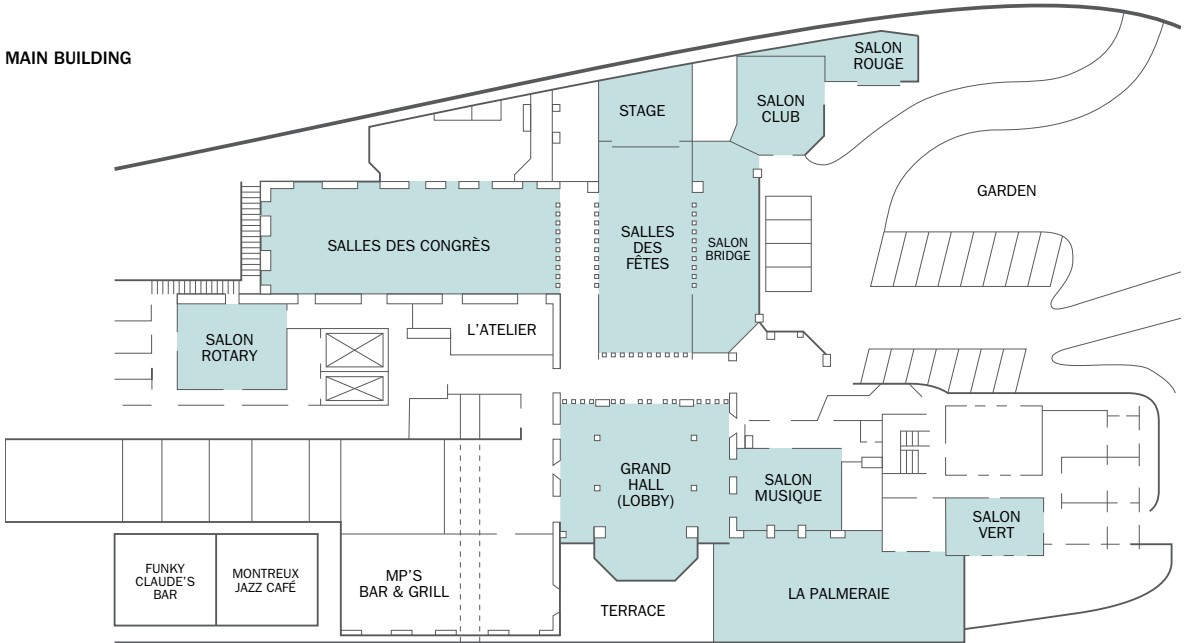 MAIN BUILDING
SALON
ROUGE
STAGE
SALON
CLUB
GARDEN
SALLES DES CONGRÈS
SALLES
DES
FÊTES
SALON
BRIDGE
L'ATELIER
SALON
ROTARY
GRAND
HALL
(LOBBY)
SALON
MUSIQUE
SALON
VERT
FUNKY
CLAUDE'S
BAR
MONTREUX
JAZZ CAFÉ
MP'S
BAR & GRILL
TERRACE
LA PALMERAIE